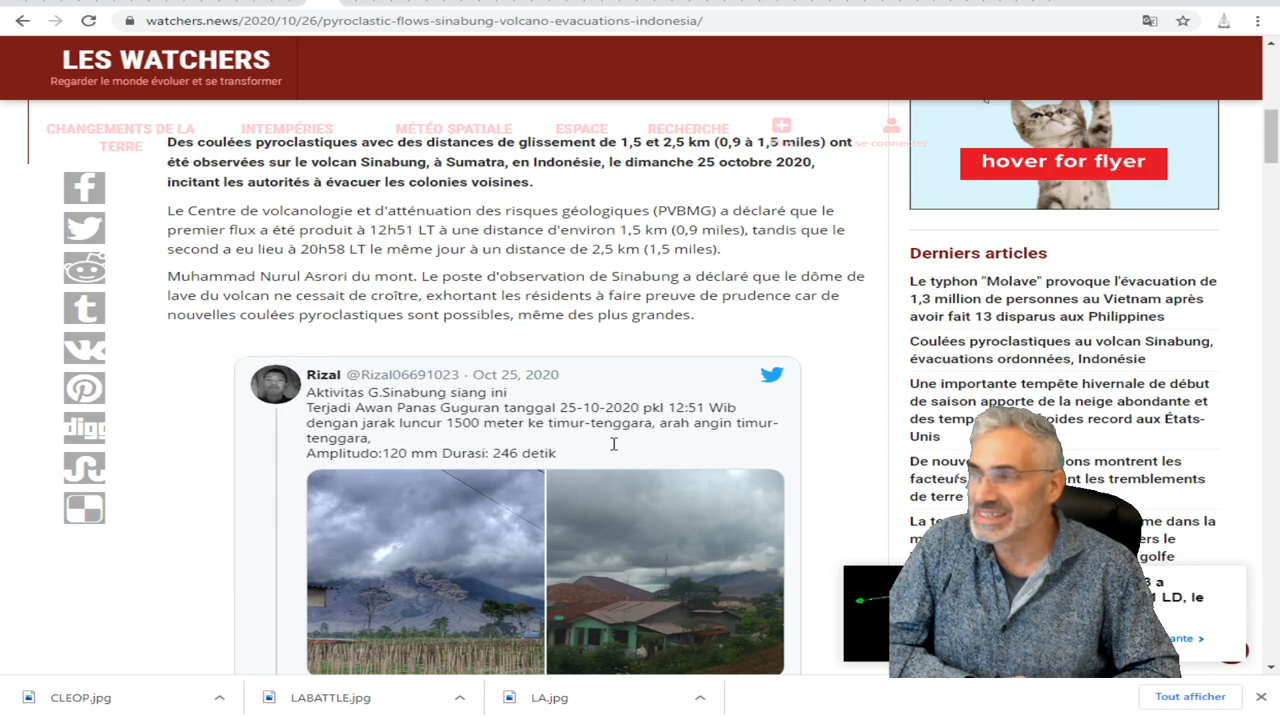 watchers.news/2020/10/26/pyroclastic-flows-sinabung-volcano-evacuations-indonesia/
LES WATCHERS
Regarder le monde évoluer et se transformer
CHANGEMENTS DE LA TERRE
INTEMPÉRIES
MÉTÉO SPATIALE
ESPACE
RECHERCHE
se connecter
Des coulées pyroclastiques avec des distances de glissement de 1,5 et 2,5 km (0,9 à 1,5 miles) ont
été observées sur le volcan Sinabung, à Sumatra, en Indonésie, le dimanche 25 octobre 2020,
incitant les autorités à évacuer les colonies voisines.
Le Centre de volcanologie et d'atténuation des risques géologiques (PVBMG) a déclaré que le
premier flux a été produit à 12h51 LT à une distance d'environ 1,5 km (0,9 miles), tandis que le
second a eu lieu à 20h58 LT le même jour à un distance de 2,5 km (1,5 miles).
Muhammad Nurul Asrori du mont. Le poste d'observation de Sinabung a déclaré que le dôme de
lave du volcan ne cessait de croître, exhortant les résidents à faire preuve de prudence car de
nouvelles coulées pyroclastiques sont possibles, même des plus grandes.
Rizal @Rizal06691023 · Oct 25, 2020
Aktivitas G.Sinabung siang ini
Terjadi Awan Panas Guguran tanggal 25-10-2020 pkl 12:51 Wib
dengan jarak luncur 1500 meter ke timur-tenggara, arah angin timur-
tenggara,
Amplitudo:120 mm Durasi: 246 detik
digg
hover for flyer
Derniers articles
Le typhon "Molave" provoque l'évacuation de
1,3 million de personnes au Vietnam après
avoir fait 13 disparus aux Philippines
Coulées pyroclastiques au volcan Sinabung,
évacuations ordonnées, Indonésie
Une importante tempête hivernale de début
de saison apporte de la neige abondante et
des record aux États-
Unis
De montrent les
les tremblements
de terre
La dans la
le
golfe
a
LD, le
CLEOP.jpg
LABATTLE.jpg
LA.jpg
Tout afficher